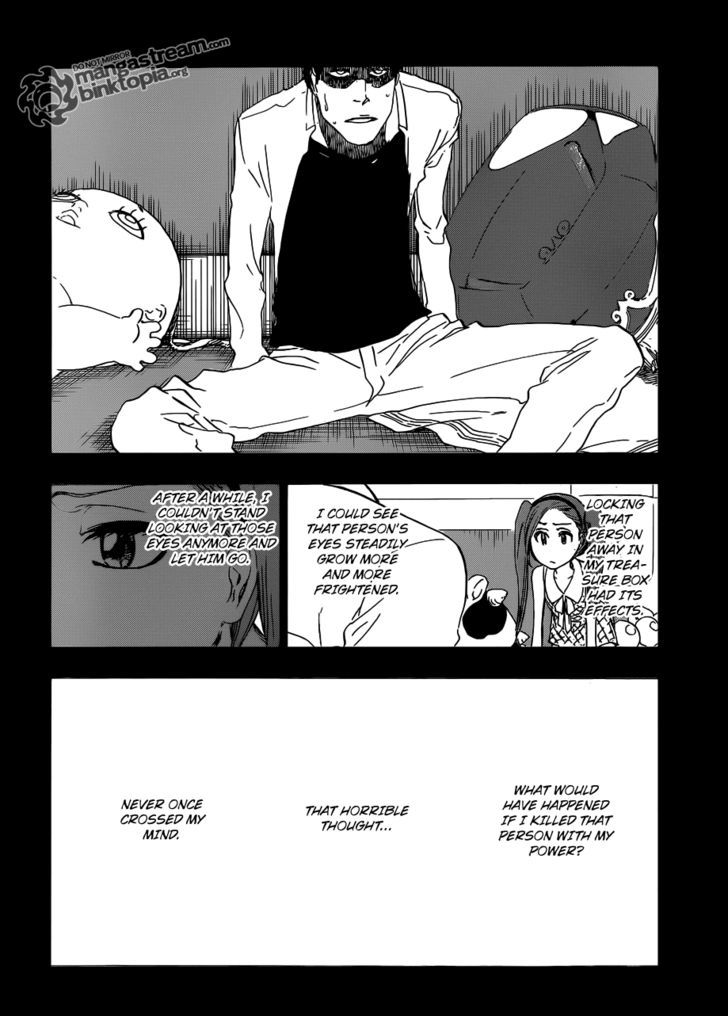 DO NOT MIRROR
mangastream.com
binktopia.org
LOCKING
THAT
PERSON
AWAY IN
MY TREA-
SURE BOX
HAD ITS
EFFECTS.
I COULD SEE
THAT PERSON'S
EYES STEADILY
GROW MORE
AND MORE
FRIGHTENED.
AFTER A WHILE, I
COULDN'T STAND
LOOKING AT THOSE
EYES ANYMORE AND
LET HIM GO.
WHAT WOULD
HAVE HAPPENED
IF I KILLED THAT
PERSON WITH MY
POWER?
THAT HORRIBLE
THOUGHT...
NEVER ONCE
CROSSED MY
MIND.